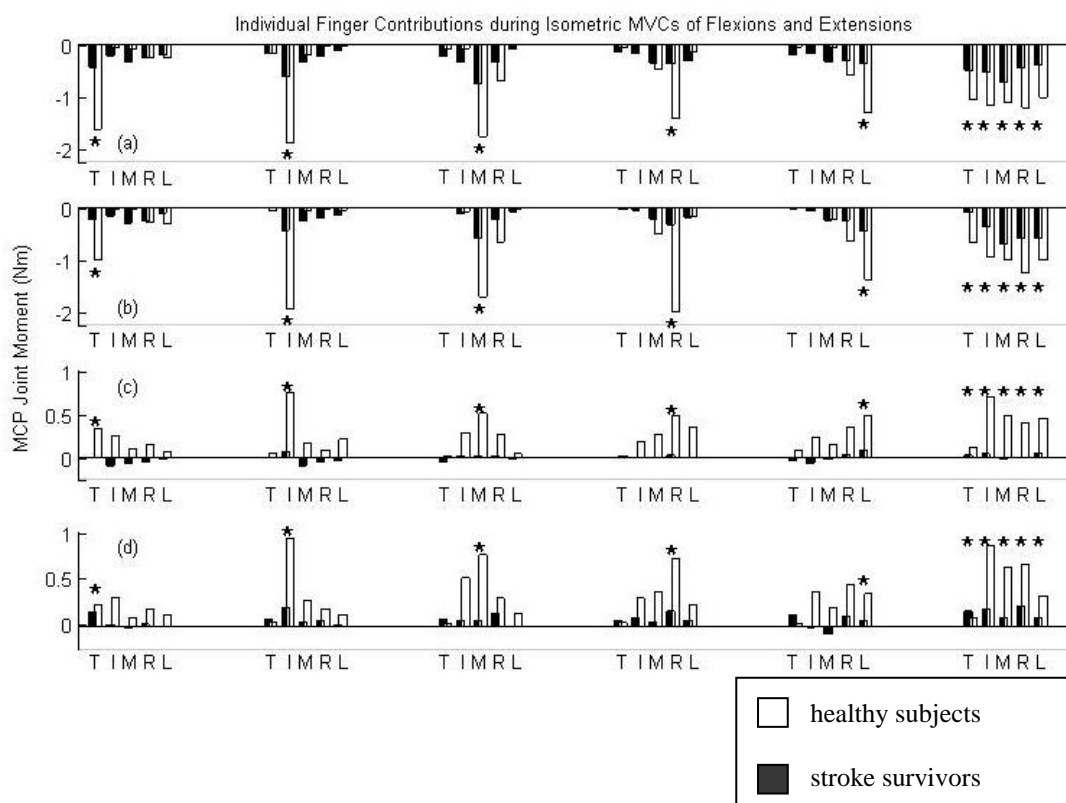 Individual Finger Contributions during Isometric MVCs of Flexions and Extensions
MCP Joint Moment (Nm)
0
-1
-2
(a)
★ ★ ★ ★ ★ ★ ★ ★ ★ ★
T I M R L T I M R L T I M R L T I M R L T I M R L T I M R L
0
-1
-2
(b)
★ ★ ★ ★ ★ ★ ★ ★ ★ ★
T I M R L T I M R L T I M R L T I M R L T I M R L T I M R L
1
0.5
0
(c)
★ ★ ★ ★ ★ ★ ★ ★ ★ ★
T I M R L T I M R L T I M R L T I M R L T I M R L T I M R L
1
0.5
0
(d)
★ ★ ★ ★ ★ ★ ★ ★ ★ ★
T I M R L T I M R L T I M R L T I M R L T I M R L T I M R L
healthy subjects
stroke survivors